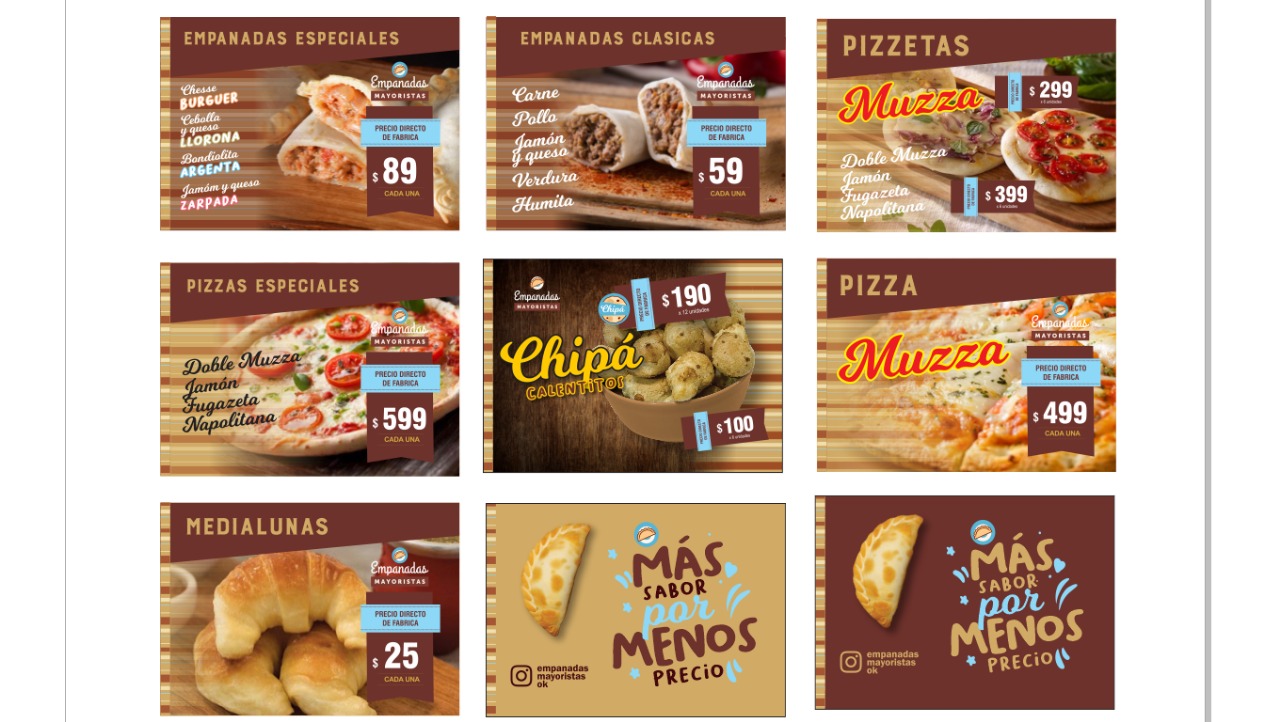 EMPANADAS ESPECIALES
Chesse
BURGUER
Cebolla
y queso
LLORONA
Bondiolita
ARGENTA
Jamóm y queso
ZARPADA
Empanadas
MAYORISTAS
PRECIO DIRECTO
DE FABRICA
$ 89
CADA UNA
EMPANADAS CLASICAS
Carne
Pollo
Jamón
y queso
Verdura
Humita
Empanadas
MAYORISTAS
PRECIO DIRECTO
DE FABRICA
$ 59
CADA UNA
PIZZETAS
Muzza
$ 299
Doble Muzza
Jamón
Fugazeta
Napolitana
$ 399
PIZZAS ESPECIALES
Doble Muzza
Jamón
Fugazeta
Napolitana
Empanadas
MAYORISTAS
PRECIO DIRECTO
DE FABRICA
$ 599
CADA UNA
Empanadas
MAYORISTAS
Chipá
PRECIO DIRECTO
DE FABRICA
$ 190
x 12 unidades
Chipá
CALENTITOS
$ 100
PIZZA
Muzza
Empanadas
MAYORISTAS
PRECIO DIRECTO
DE FABRICA
$ 499
CADA UNA
MEDIALUNAS
Empanadas
MAYORISTAS
PRECIO DIRECTO
DE FABRICA
$ 25
CADA UNA
MÁS
SABOR
por
MENOS
PRECIO
empanadas
mayoristas
ok
MÁS
SABOR
por
MENOS
PRECIO
empanadas
mayoristas
ok